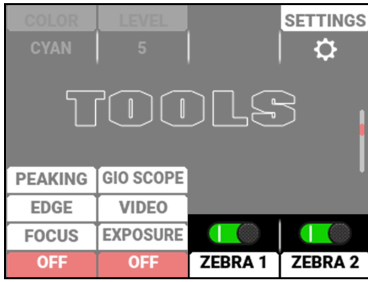 COLOR LEVEL SETTINGS
CYAN 5
TOOLS
PEAKING GIO SCOPE
EDGE VIDEO
FOCUS EXPOSURE
OFF OFF ZEBRA 1 ZEBRA 2